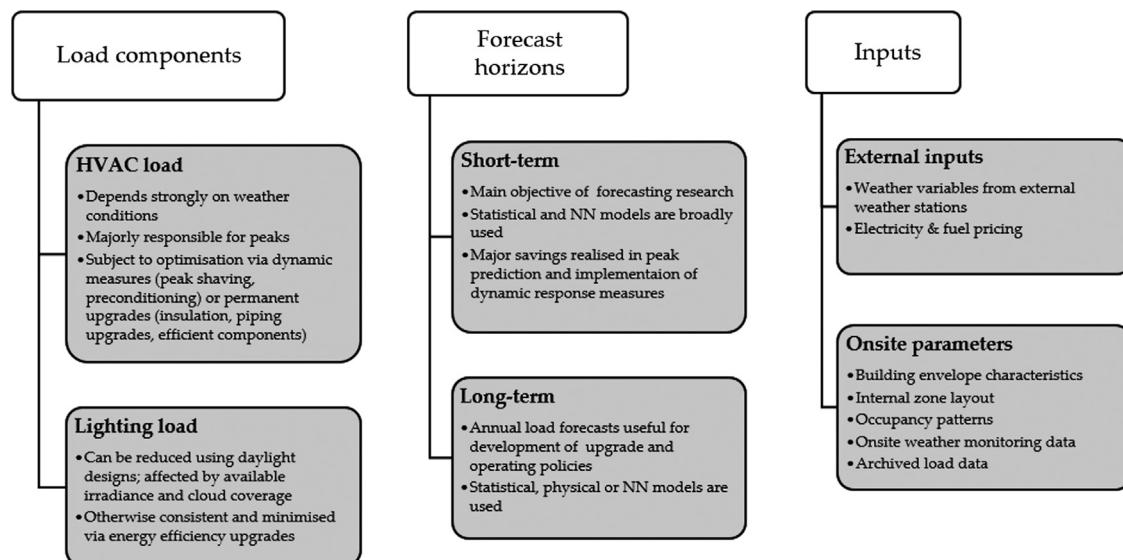 Load components
HVAC load
•Depends strongly on weather
conditions
•Majorly responsible for peaks
•Subject to optimisation via dynamic
measures (peak shaving,
preconditioning) or permanent
upgrades (insulation, piping
upgrades, efficient components)
Lighting load
•Can be reduced using daylight
designs; affected by available
irradiance and cloud coverage
•Otherwise consistent and minimised
via energy efficiency upgrades
Forecast
horizons
Short-term
•Main objective of forecasting research
•Statistical and NN models are broadly
used
•Major savings realised in peak
prediction and implementaion of
dynamic response measures
Long-term
•Annual load forecasts useful for
development of upgrade and
operating policies
•Statistical, physical or NN models are
used
Inputs
External inputs
•Weather variables from external
weather stations
•Electricity & fuel pricing
Onsite parameters
•Building envelope characteristics
•Internal zone layout
•Occupancy patterns
•Onsite weather monitoring data
•Archived load data